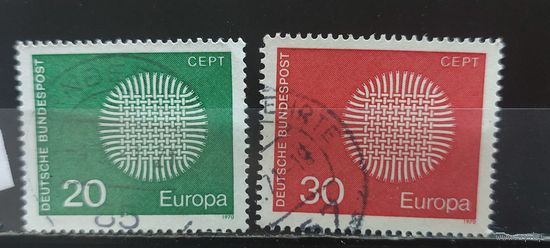 DEUTSCHE BUNDESPOST
CEPT
20
Europa
1970
DEUTSCHE BUNDESPOST
CEPT
30
Europa
1970